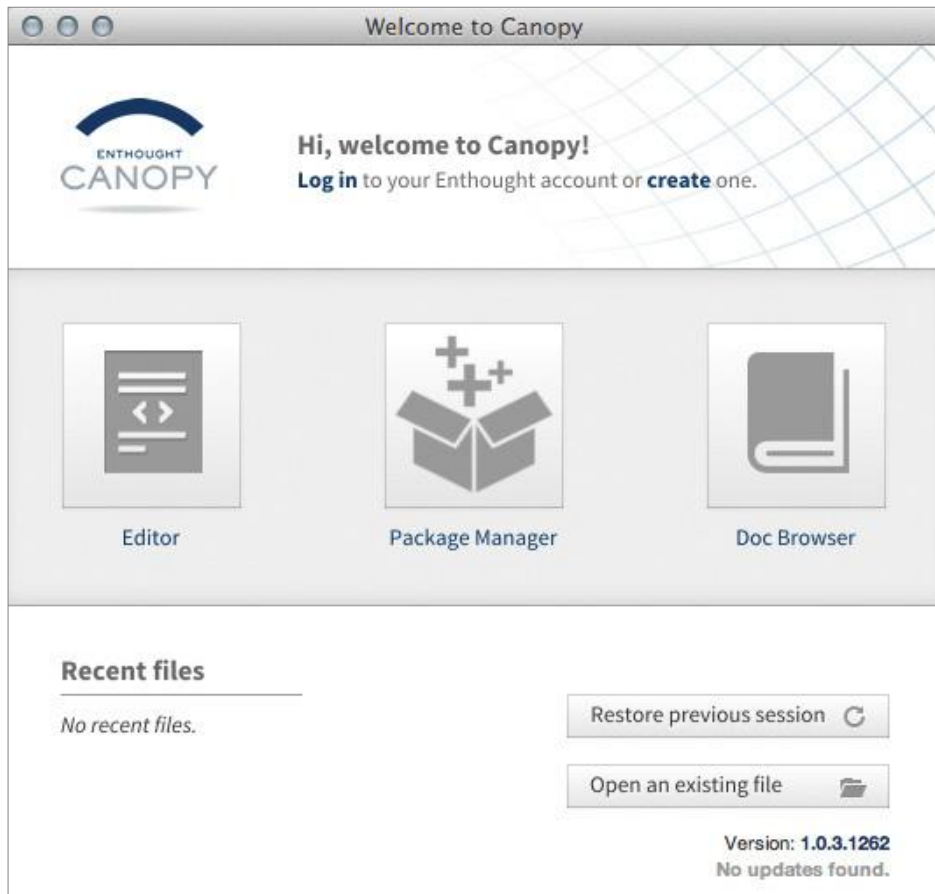 Welcome to Canopy
ENTHOUGHT
CANOPY
Hi, welcome to Canopy!
Log in to your Enthought account or create one.
Editor
Package Manager
Doc Browser
Recent files
No recent files.
Restore previous session
Open an existing file
Version: 1.0.3.1262
No updates found.